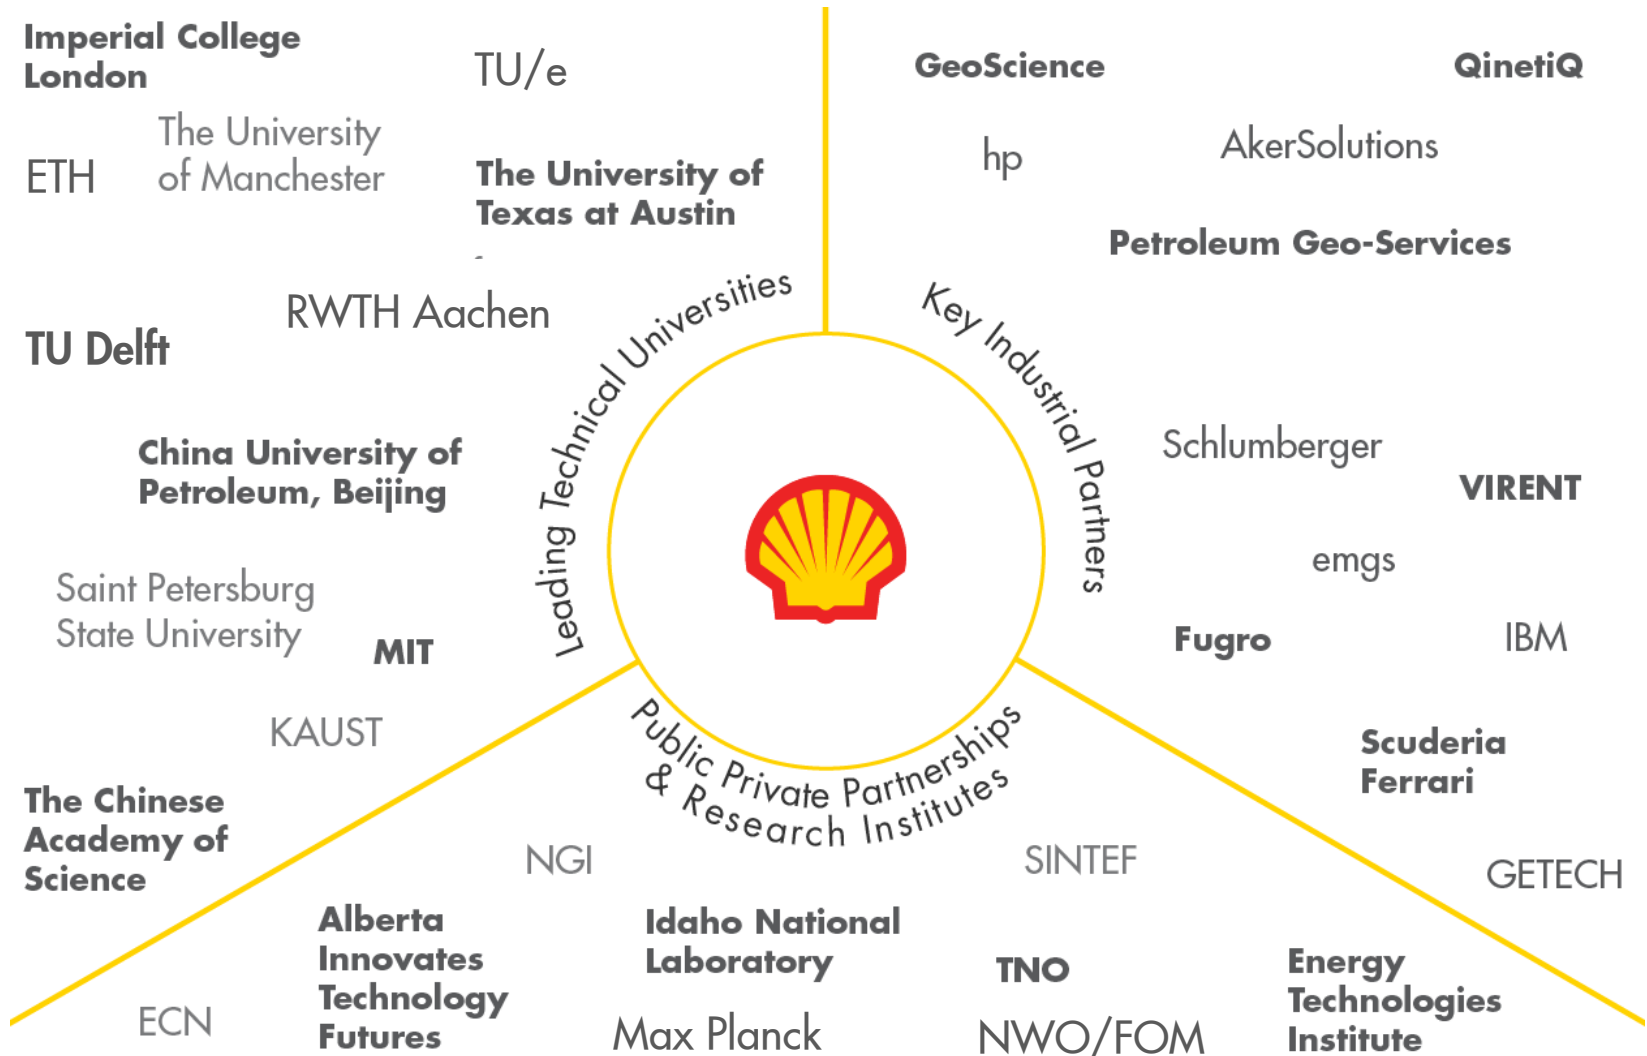 Imperial College
London
TU/e
The University
of Manchester
ETH
The University of
Texas at Austin
RWTH Aachen
TU Delft
China University of
Petroleum, Beijing
Saint Petersburg
State University
MIT
KAUST
The Chinese
Academy of
Science
Leading Technical Universities
GeoScience
QinetiQ
hp
AkerSolutions
Petroleum Geo-Services
Key Industrial Partners
Schlumberger
VIRENT
emgs
Fugro
IBM
Scuderia
Ferrari
GETECH
Public Private Partnerships
& Research Institutes
NGI
SINTEF
Alberta
Innovates
Technology
Futures
Idaho National
Laboratory
TNO
Energy
Technologies
Institute
ECN
Max Planck
NWO/FOM